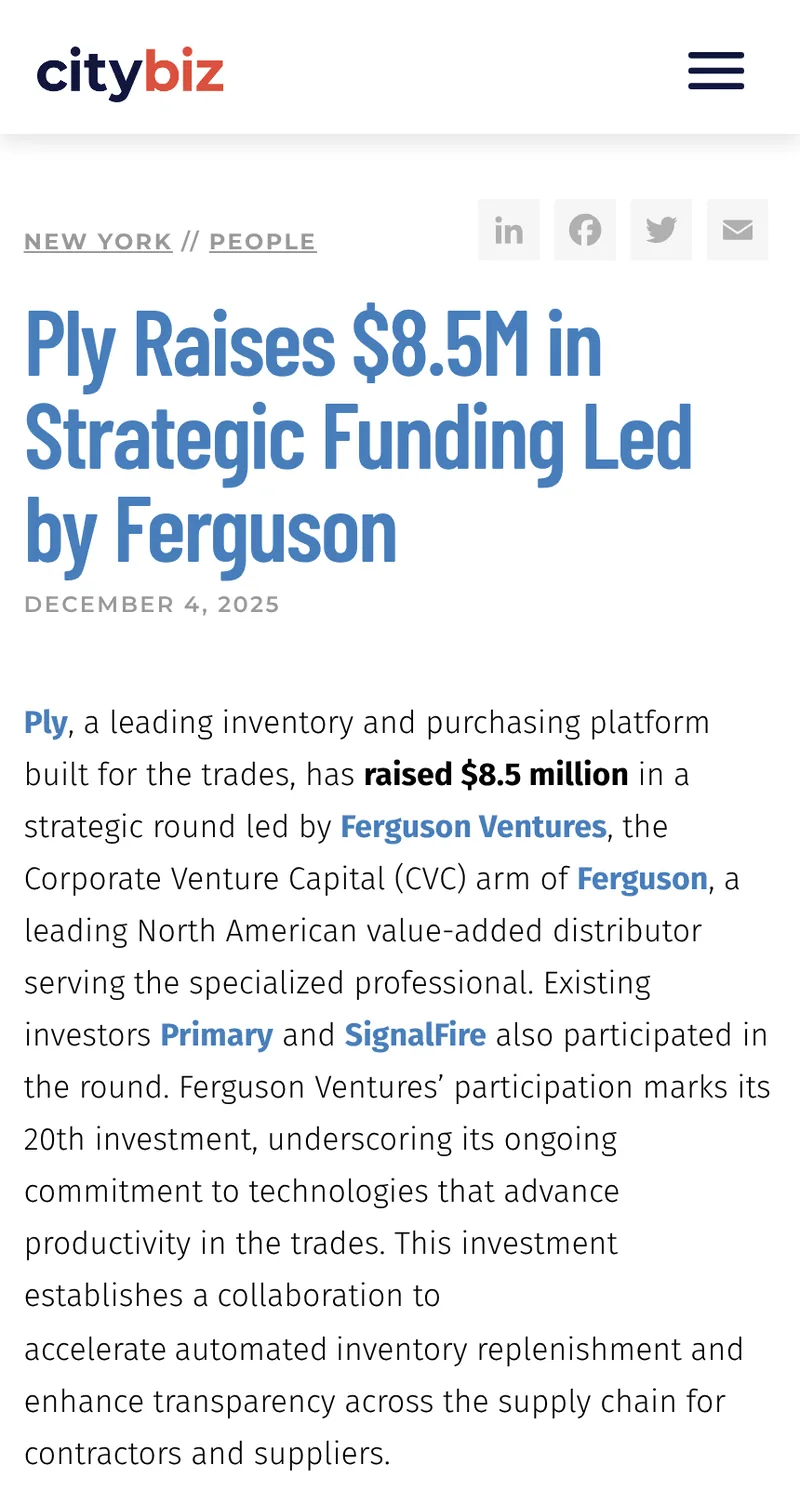 citybiz
NEW YORK // PEOPLE
Ply Raises $8.5M in
Strategic Funding Led
by Ferguson
DECEMBER 4, 2025
Ply, a leading inventory and purchasing platform
built for the trades, has raised $8.5 million in a
strategic round led by Ferguson Ventures, the
Corporate Venture Capital (CVC) arm of Ferguson, a
leading North American value-added distributor
serving the specialized professional. Existing
investors Primary and SignalFire also participated in
the round. Ferguson Ventures’ participation marks its
20th investment, underscoring its ongoing
commitment to technologies that advance
productivity in the trades. This investment
establishes a collaboration to
accelerate automated inventory replenishment and
enhance transparency across the supply chain for
contractors and suppliers.